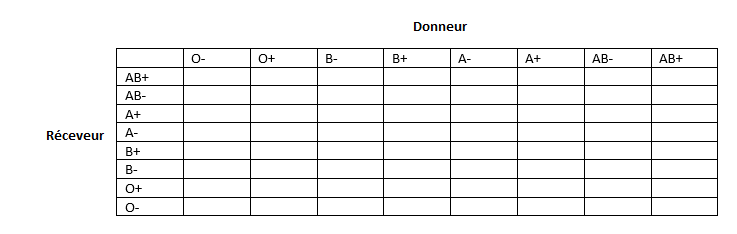 Donneur
O- O+ B- B+ A- A+ AB- AB+
AB+
AB-
A+
Réceveur
A-
B+
B-
O+
O-